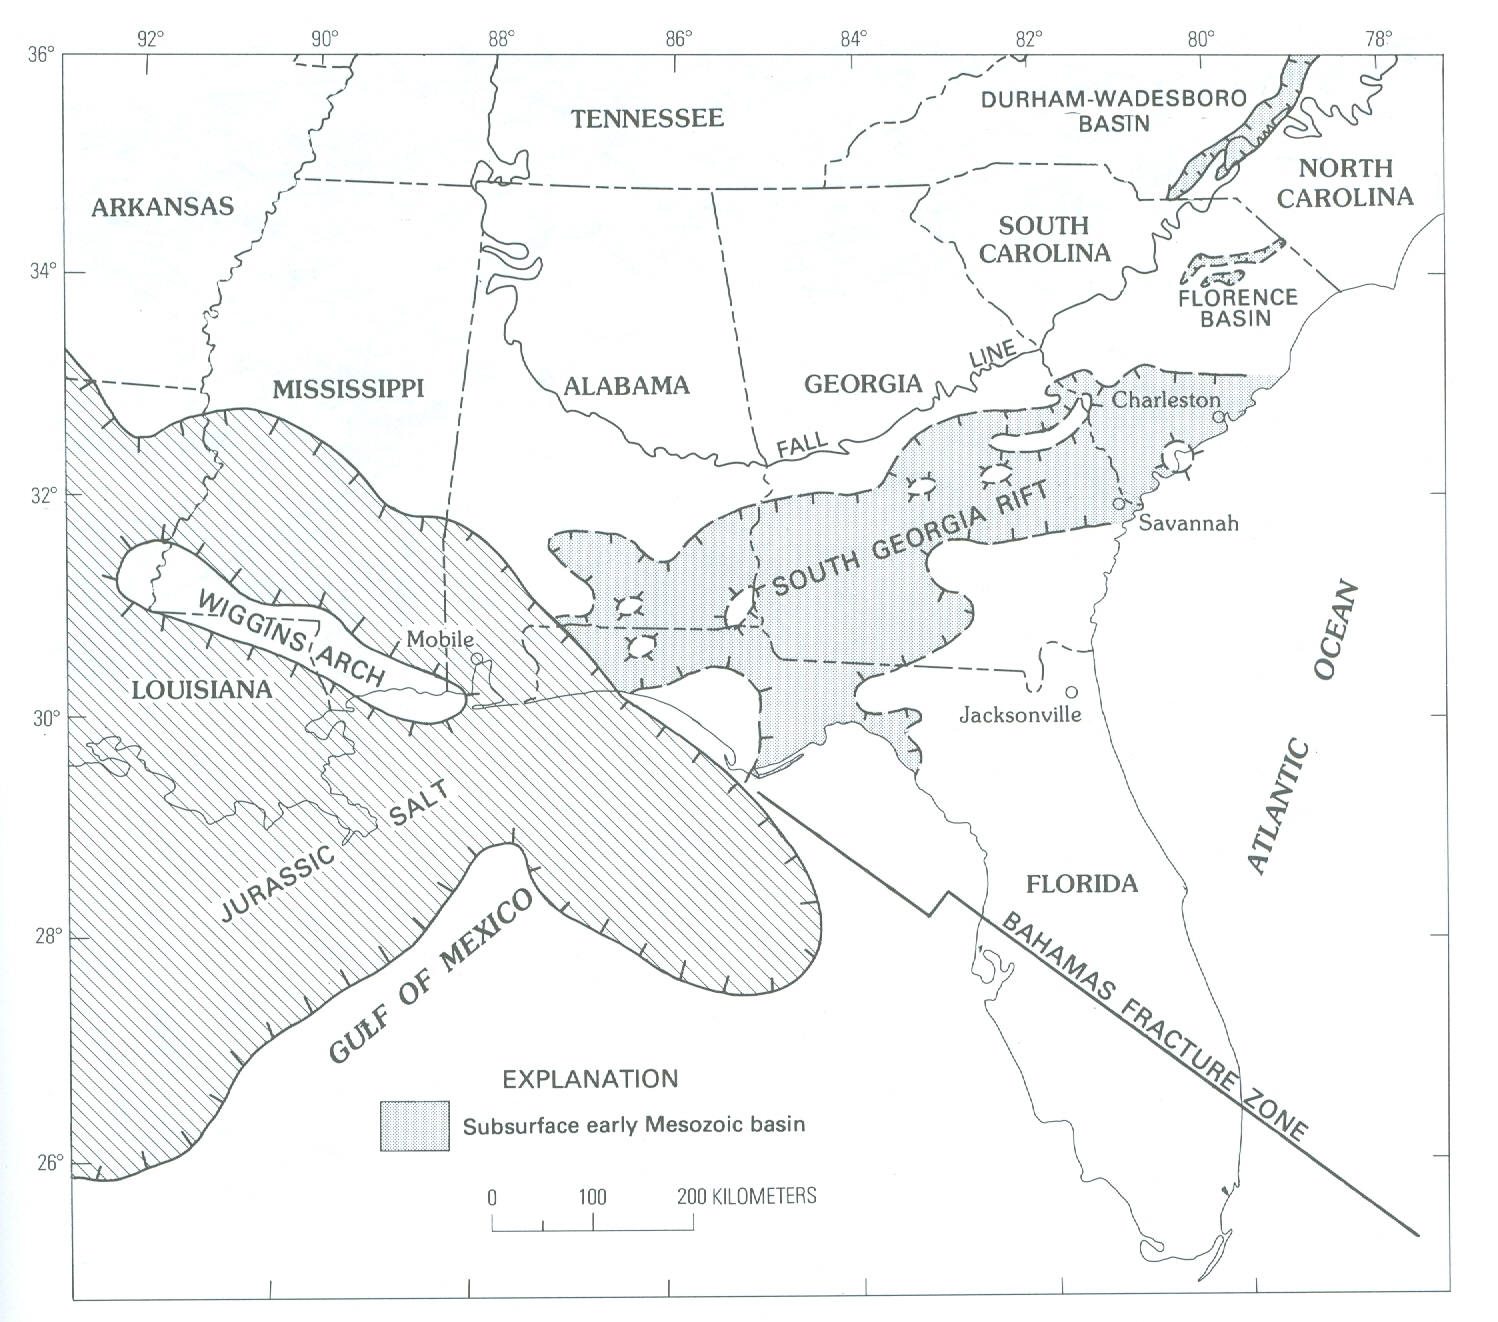 92° 90° 88° 86° 84° 82° 80° 78°
36°
DURHAM-WADESBORO
BASIN
TENNESSEE
NORTH
CAROLINA
ARKANSAS
SOUTH
CAROLINA
34°
FLORENCE
BASIN
LINE
MISSISSIPPI
ALABAMA
GEORGIA
Charleston
FALL
32°
SOUTH GEORGIA RIFT
Savannah
WIGGINS ARCH
Mobile
LOUISIANA
30°
Jacksonville
ATLANTIC OCEAN
JURASSIC SALT
FLORIDA
28°
GULF OF MEXICO
BAHAMAS FRACTURE ZONE
EXPLANATION
Subsurface early Mesozoic basin
26°
0 100 200 KILOMETERS